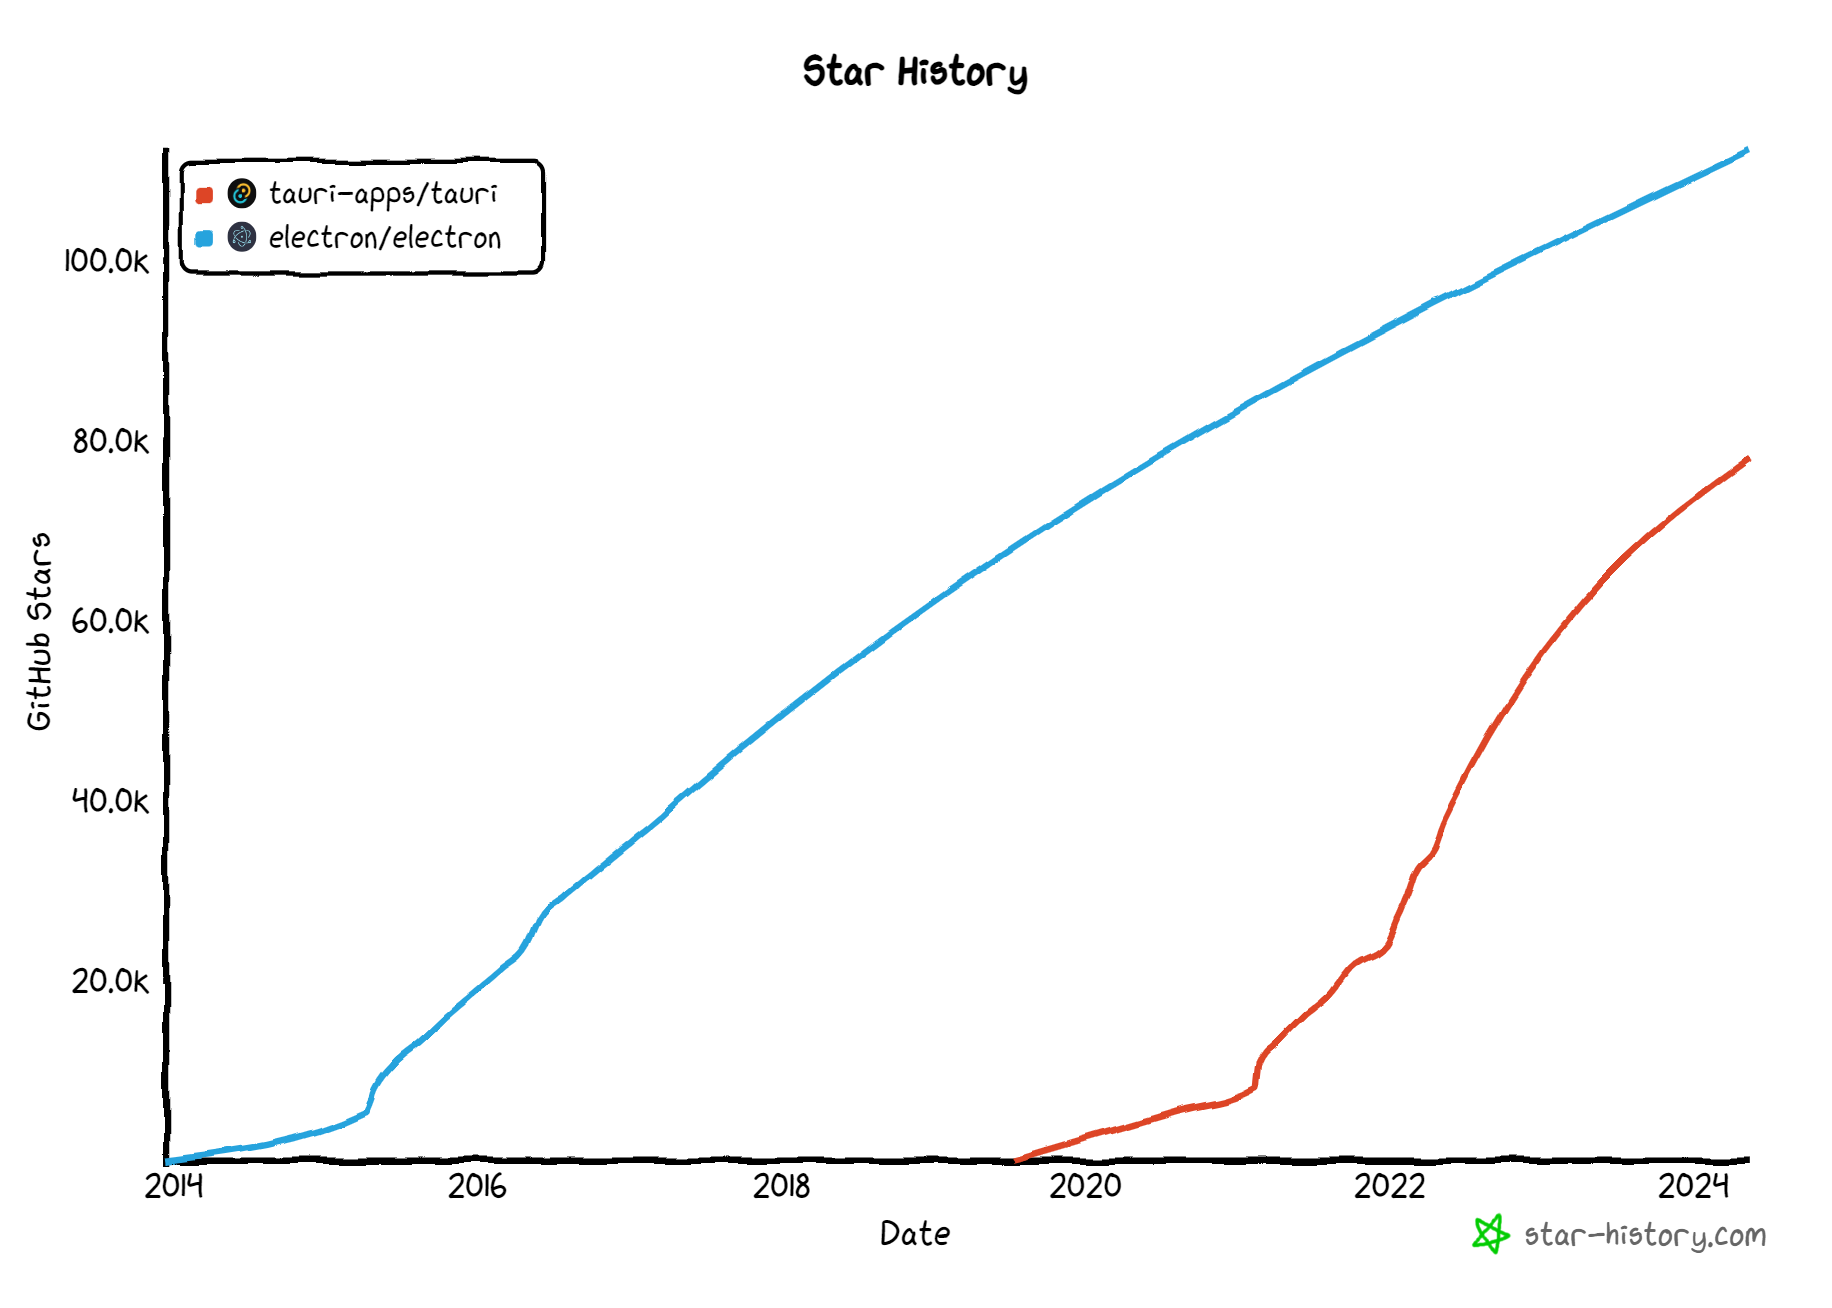 Star History
tauri-apps/tauri
electron/electron
100.0k
80.0k
60.0k
40.0k
20.0k
GitHub Stars
2014 2016 2018 2020 2022 2024
Date
star-history.com